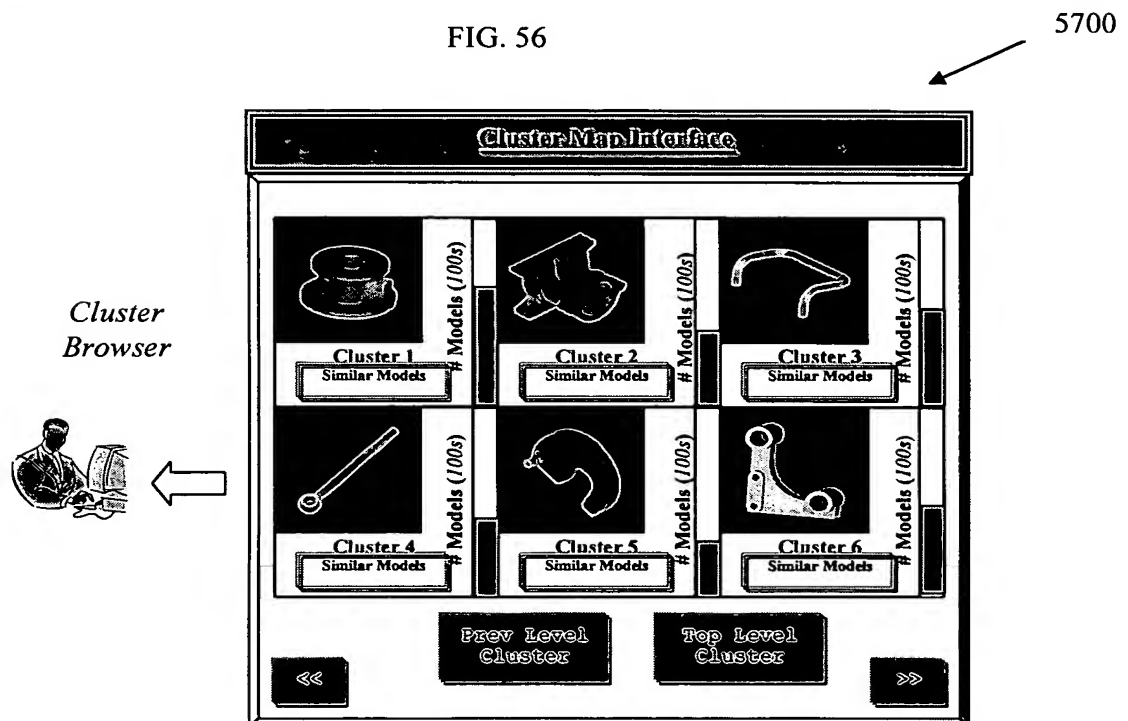 FIG. 56
5700
Cluster Map Interface
Cluster
Browser
# Models (100s)
Cluster 1
Similar Models
# Models (100s)
Cluster 2
Similar Models
# Models (100s)
Cluster 3
Similar Models
# Models (100s)
Cluster 4
Similar Models
# Models (100s)
Cluster 5
Similar Models
# Models (100s)
Cluster 6
Similar Models
Prev Level
Cluster
Top Level
Cluster
<<
>>